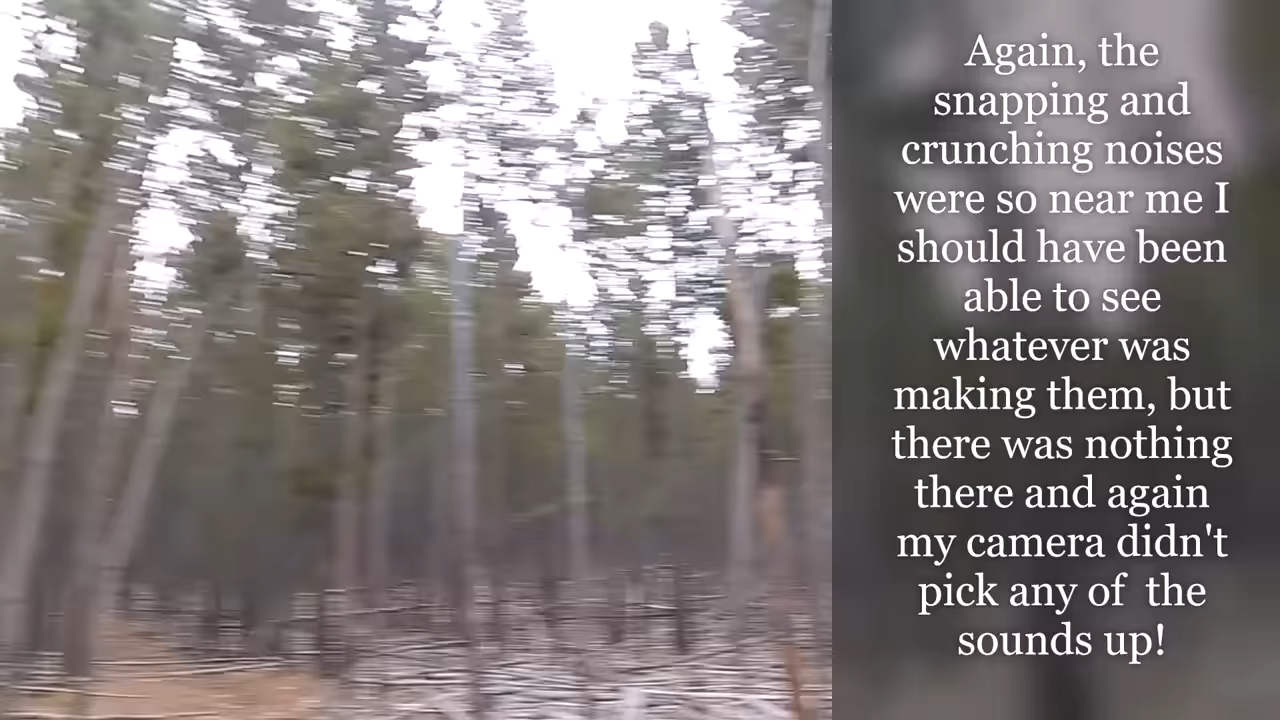 Again, the
snapping and
crunching noises
were so near me I
should have been
able to see
whatever was
making them, but
there was nothing
there and again
my camera didn't
pick any of  the
sounds up!